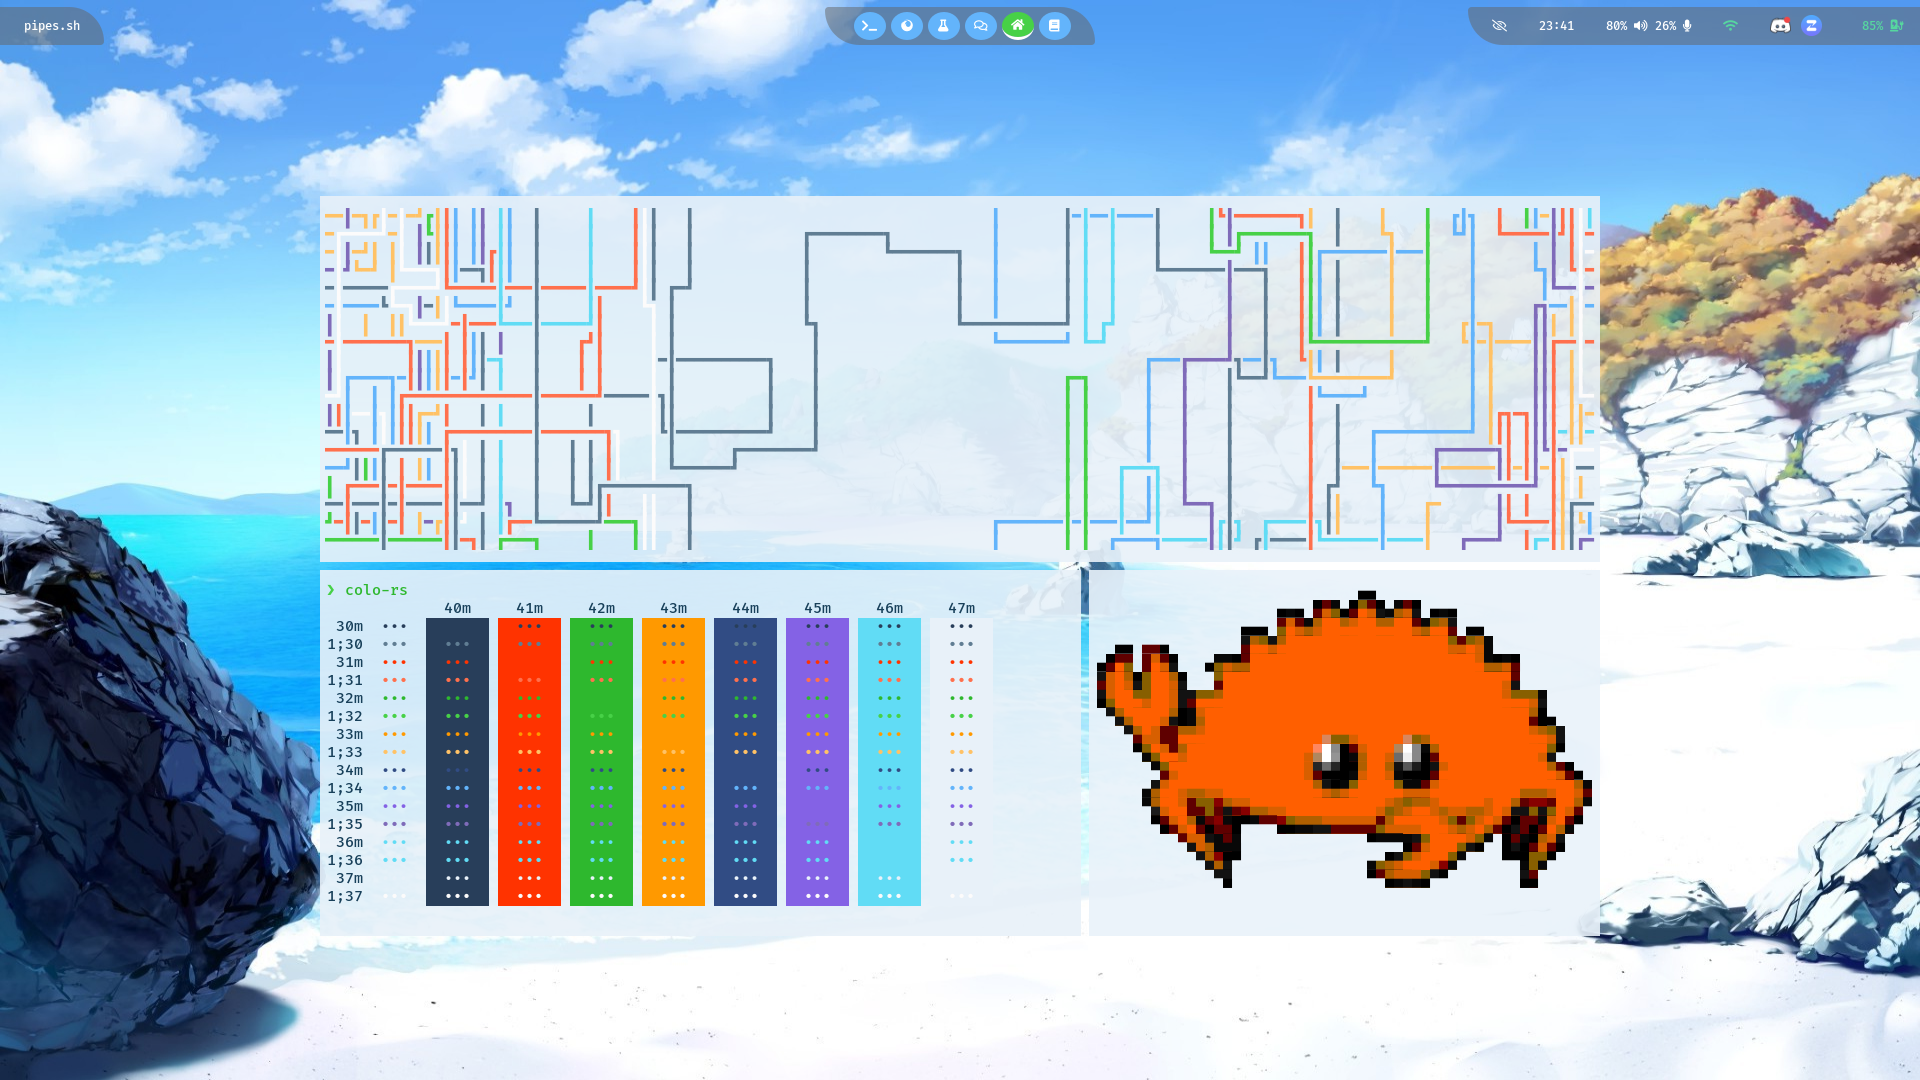 pipes.sh
23:41
80%
26%
85%
❯ colo-rs
40m 41m 42m 43m 44m 45m 46m 47m
30m
1;30
31m
1;31
32m
1;32
33m
1;33
34m
1;34
35m
1;35
36m
1;36
37m
1;37